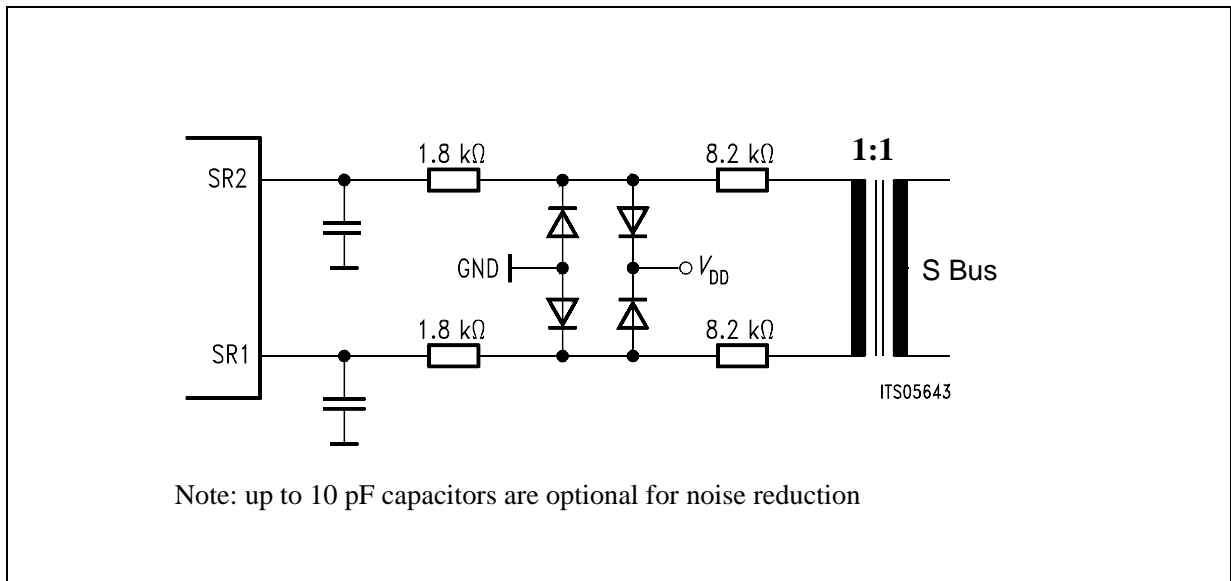 1.8 kΩ
8.2 kΩ
1:1
SR2
GND
VDD
S Bus
1.8 kΩ
8.2 kΩ
SR1
ITS05643
Note: up to 10 pF capacitors are optional for noise reduction